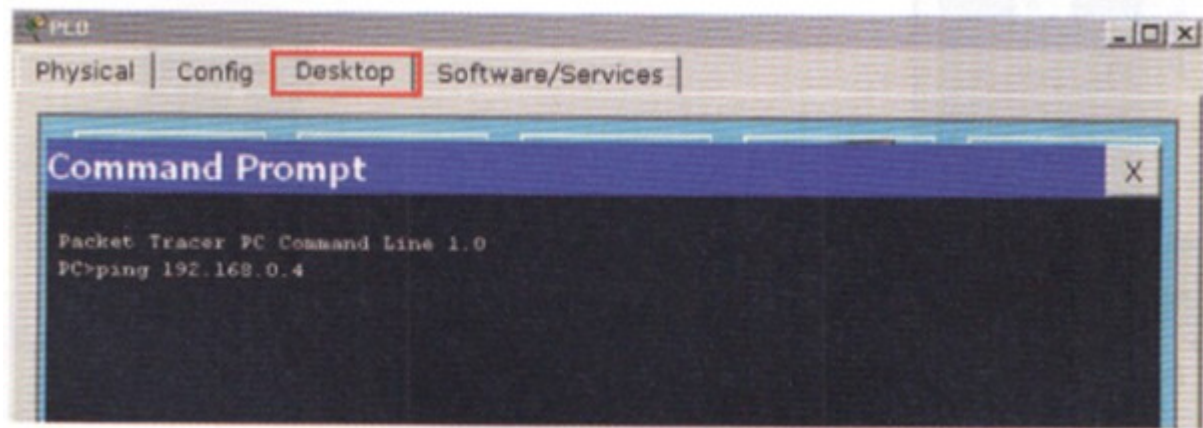 PC0
Physical Config Desktop Software/Services
Command Prompt X
Packet Tracer PC Command Line 1.0
PC>ping 192.168.0.4